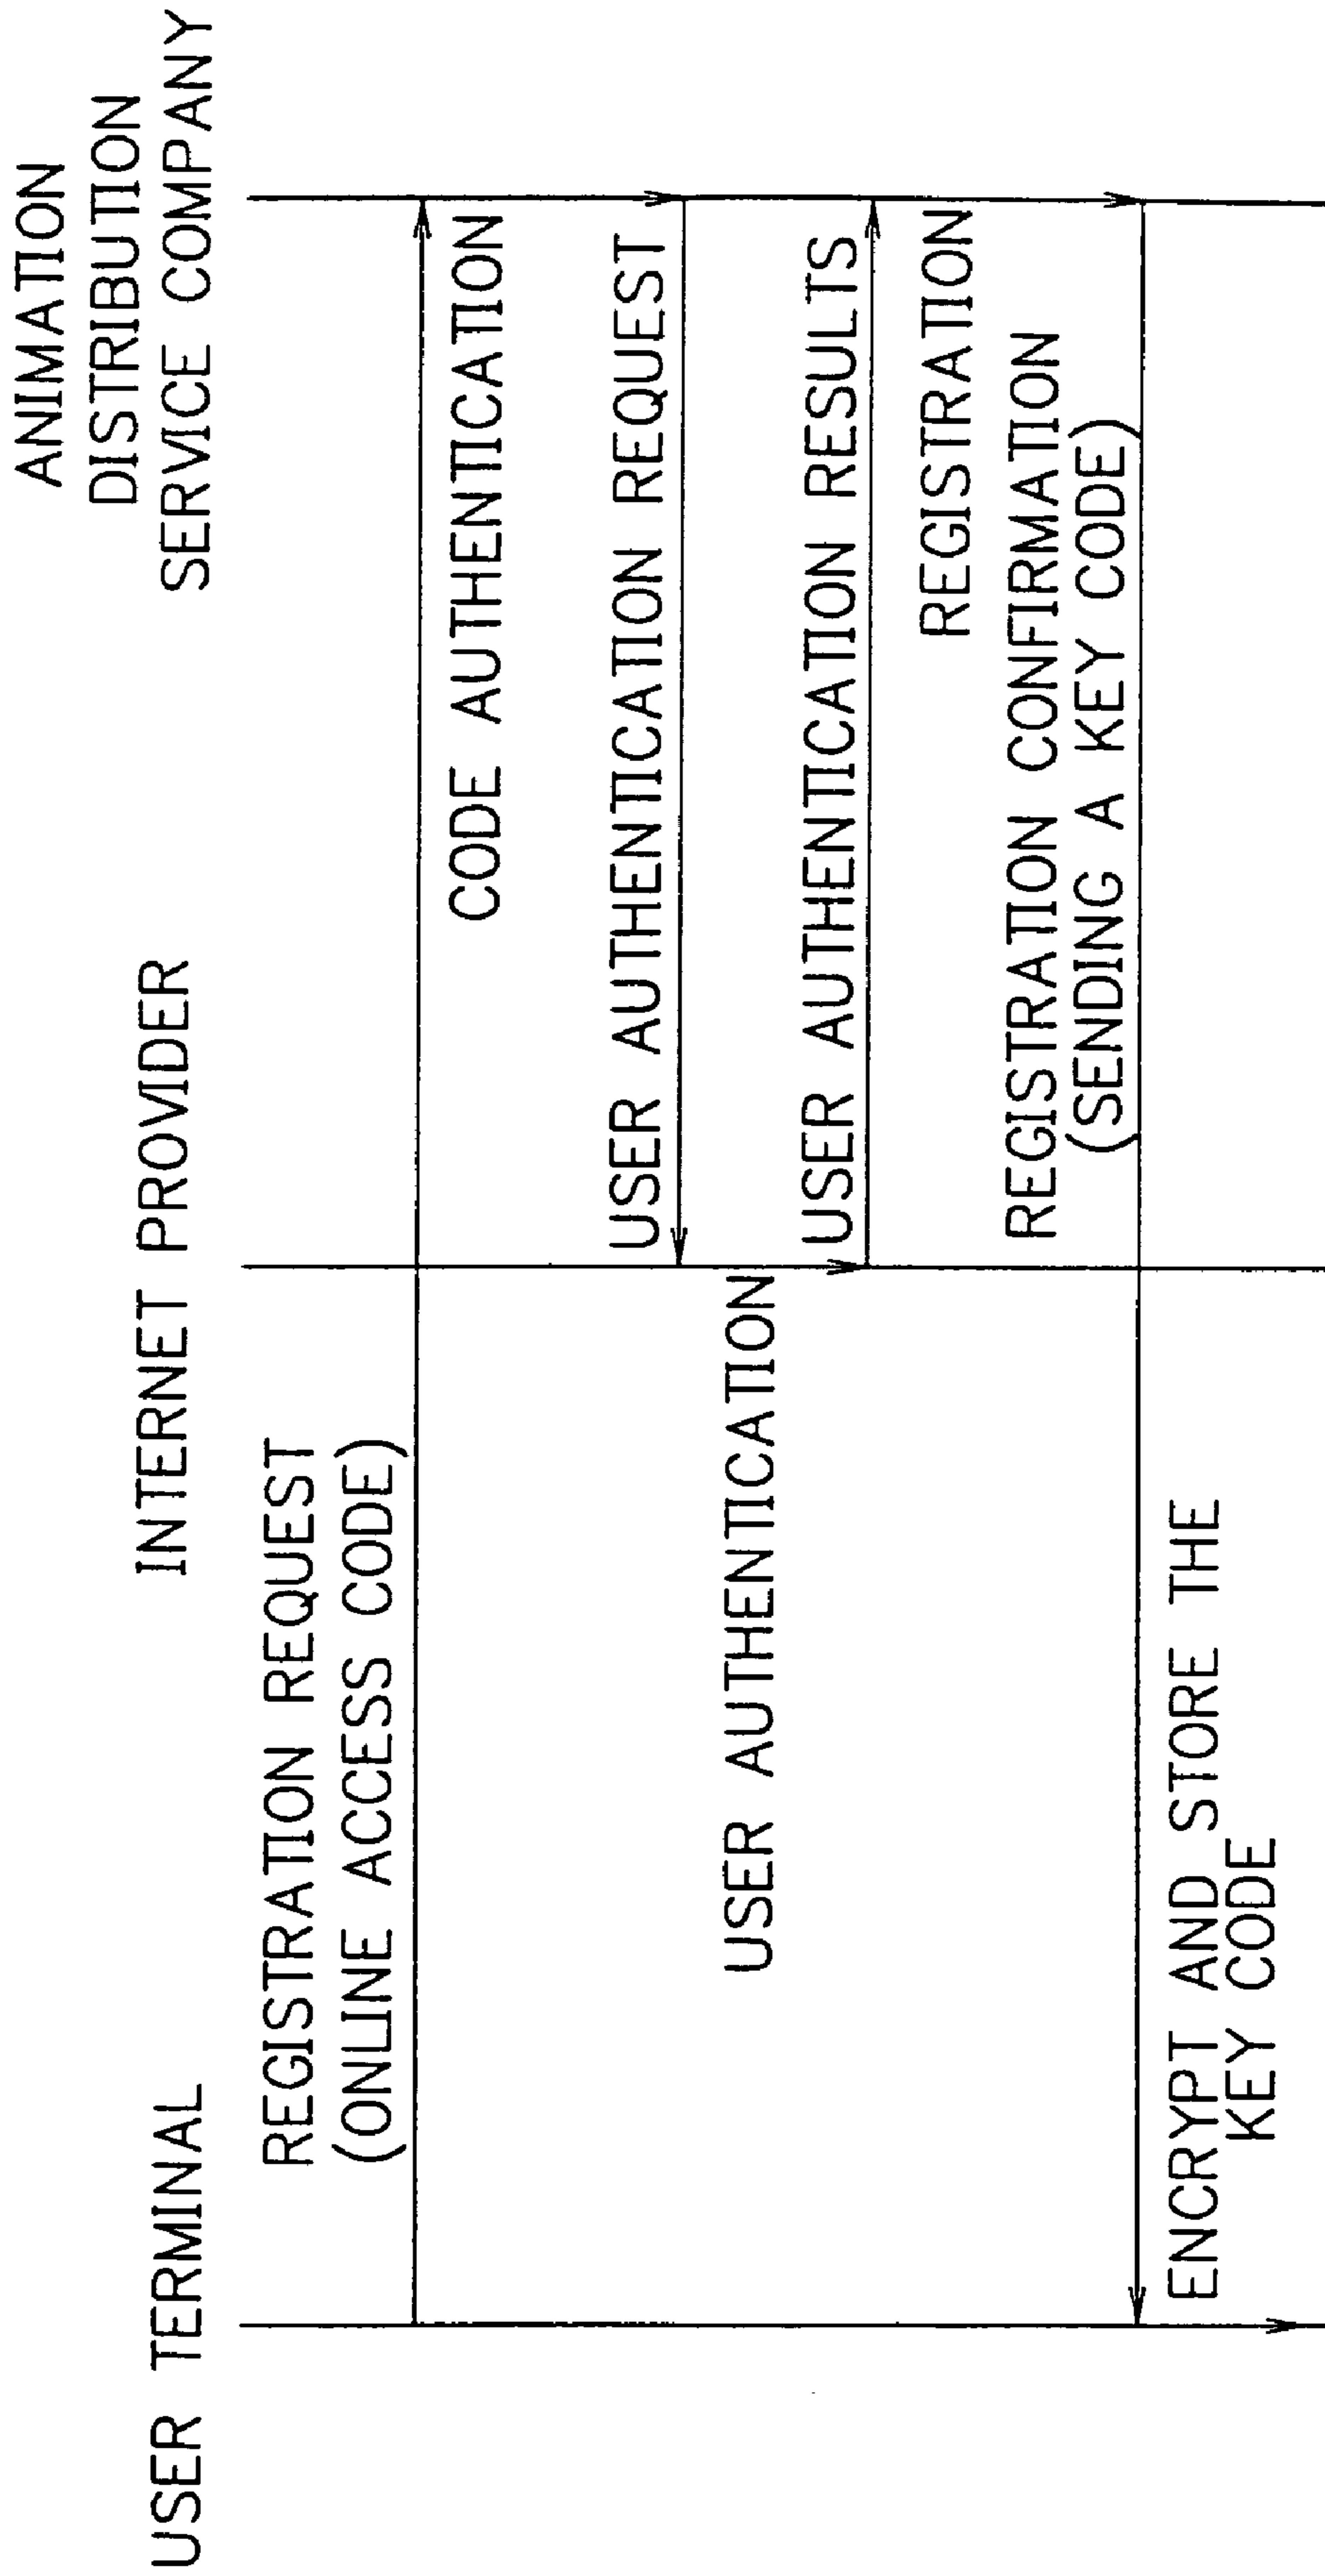 USER TERMINAL
INTERNET PROVIDER
ANIMATION
DISTRIBUTION
SERVICE COMPANY
REGISTRATION REQUEST
(ONLINE ACCESS CODE)
CODE AUTHENTICATION
USER AUTHENTICATION REQUEST
USER AUTHENTICATION
USER AUTHENTICATION RESULTS
REGISTRATION
REGISTRATION CONFIRMATION
(SENDING A KEY CODE)
ENCRYPT AND STORE THE
KEY CODE